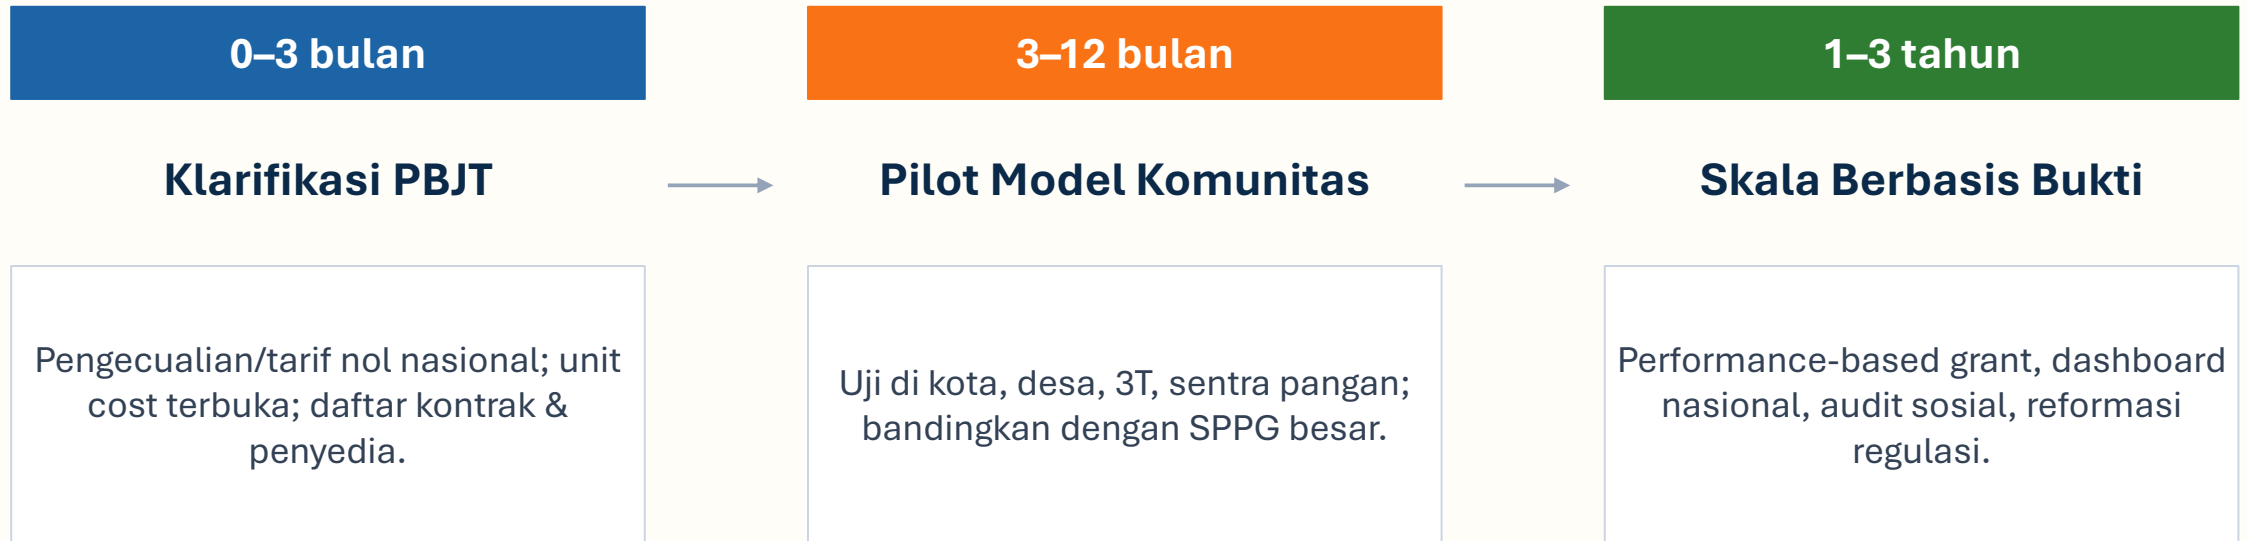 0–3 bulan
Klarifikasi PBJT
Pengecualian/tarif nol nasional; unit
cost terbuka; daftar kontrak &
penyedia.
3–12 bulan
Pilot Model Komunitas
Uji di kota, desa, 3T, sentra pangan;
bandingkan dengan SPPG besar.
1–3 tahun
Skala Berbasis Bukti
Performance-based grant, dashboard
nasional, audit sosial, reformasi
regulasi.